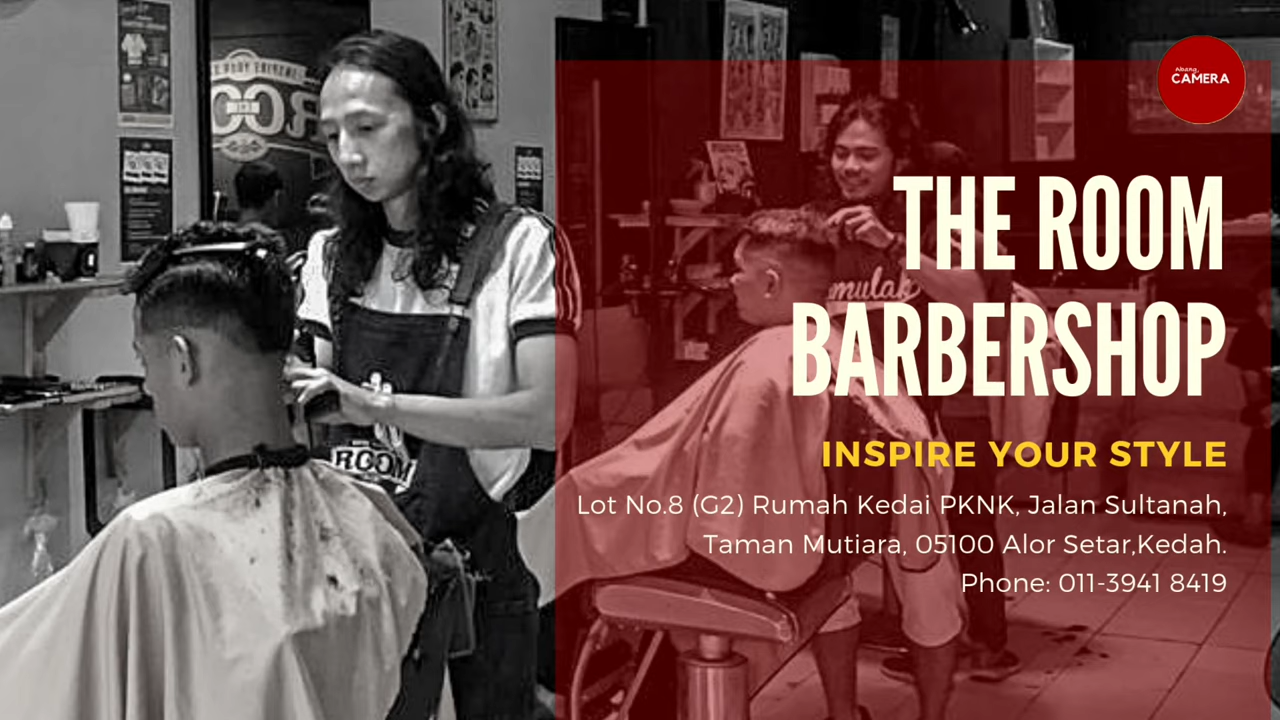 Abang
CAMERA
THE ROOM
BARBERSHOP
INSPIRE YOUR STYLE
Lot No.8 (G2) Rumah Kedai PKNK, Jalan Sultanah,
Taman Mutiara, 05100 Alor Setar,Kedah.
Phone: 011-3941 8419
ROOM